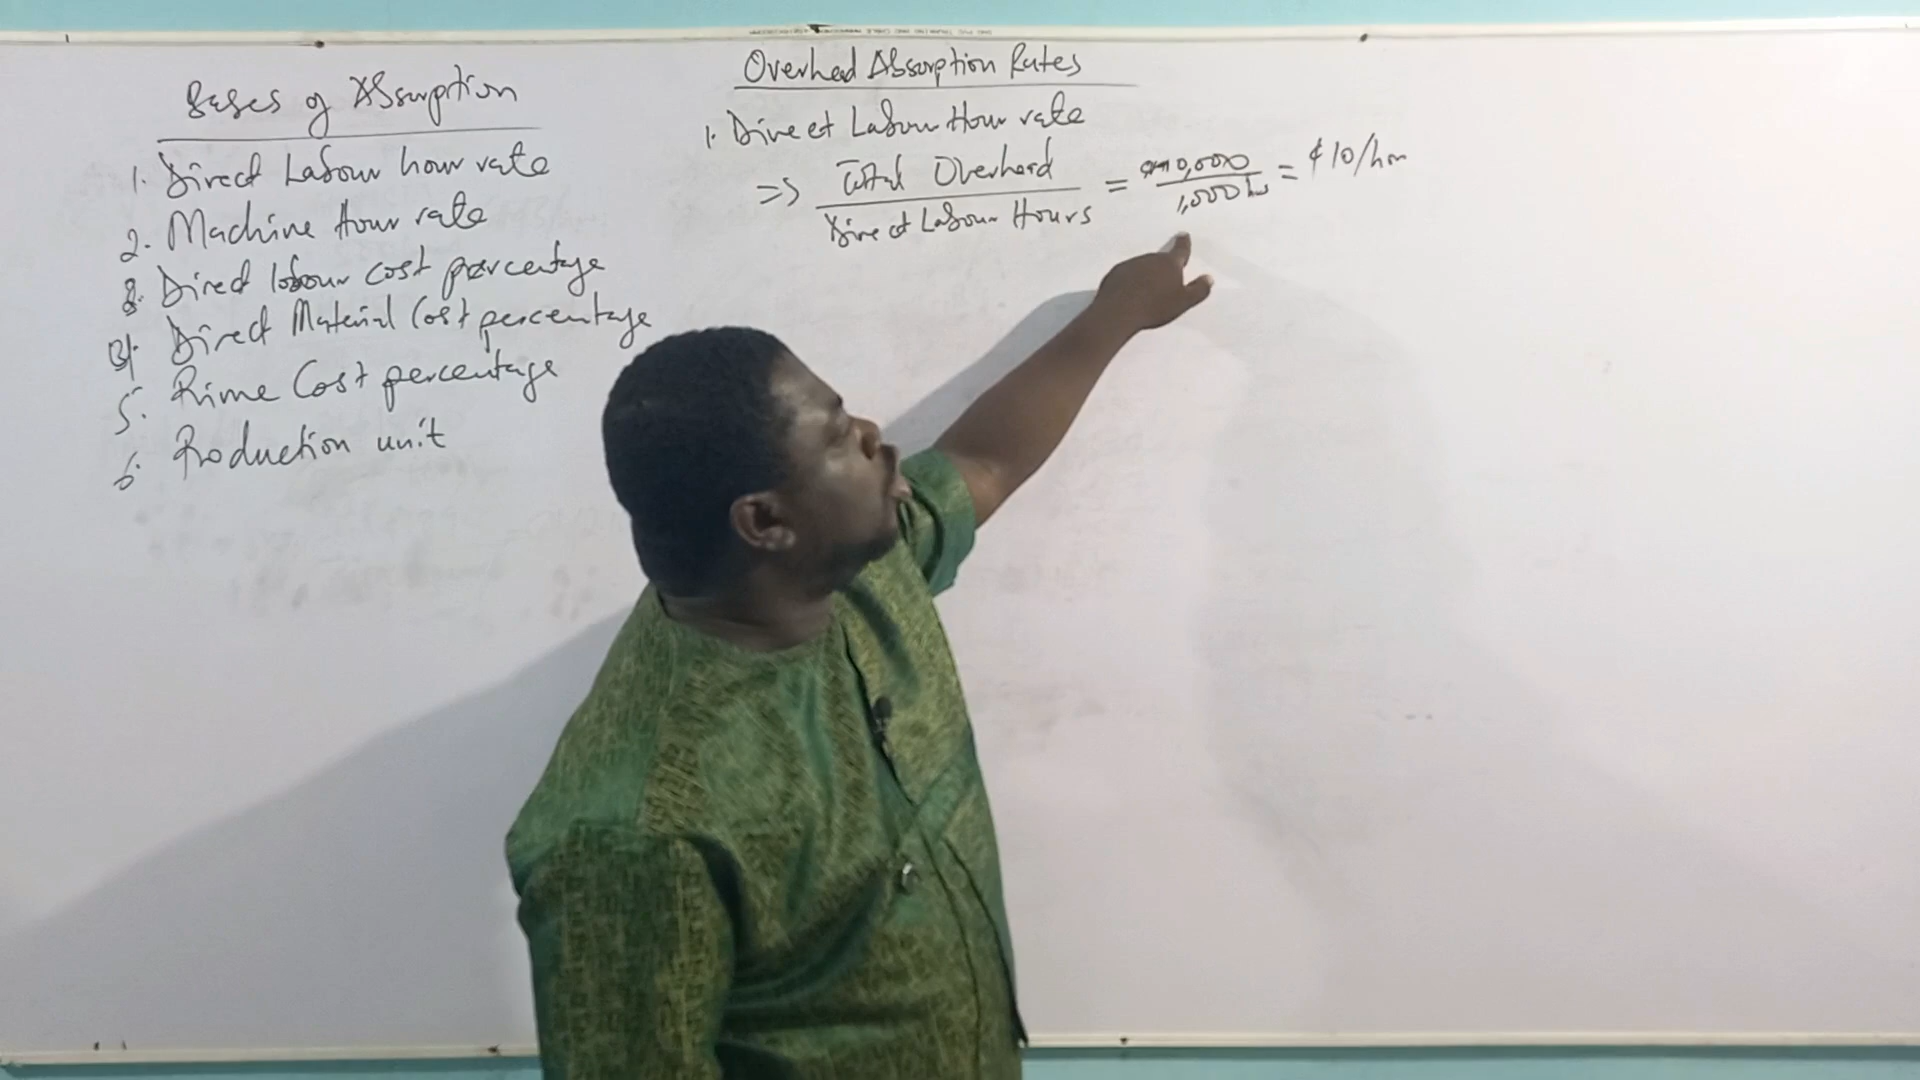 Bases of Absorption
1. Direct Labour hour rate
2. Machine Hour rate
3. Direct labour cost percentage
4. Direct Material Cost percentage
5. Prime Cost percentage
6. Production unit
Overhead Absorption Rates
1. Direct Labour Hour rate
=> Total Overhead / Direct Labour Hours = 10,000 / 1,000 hrs = ¢10/hr